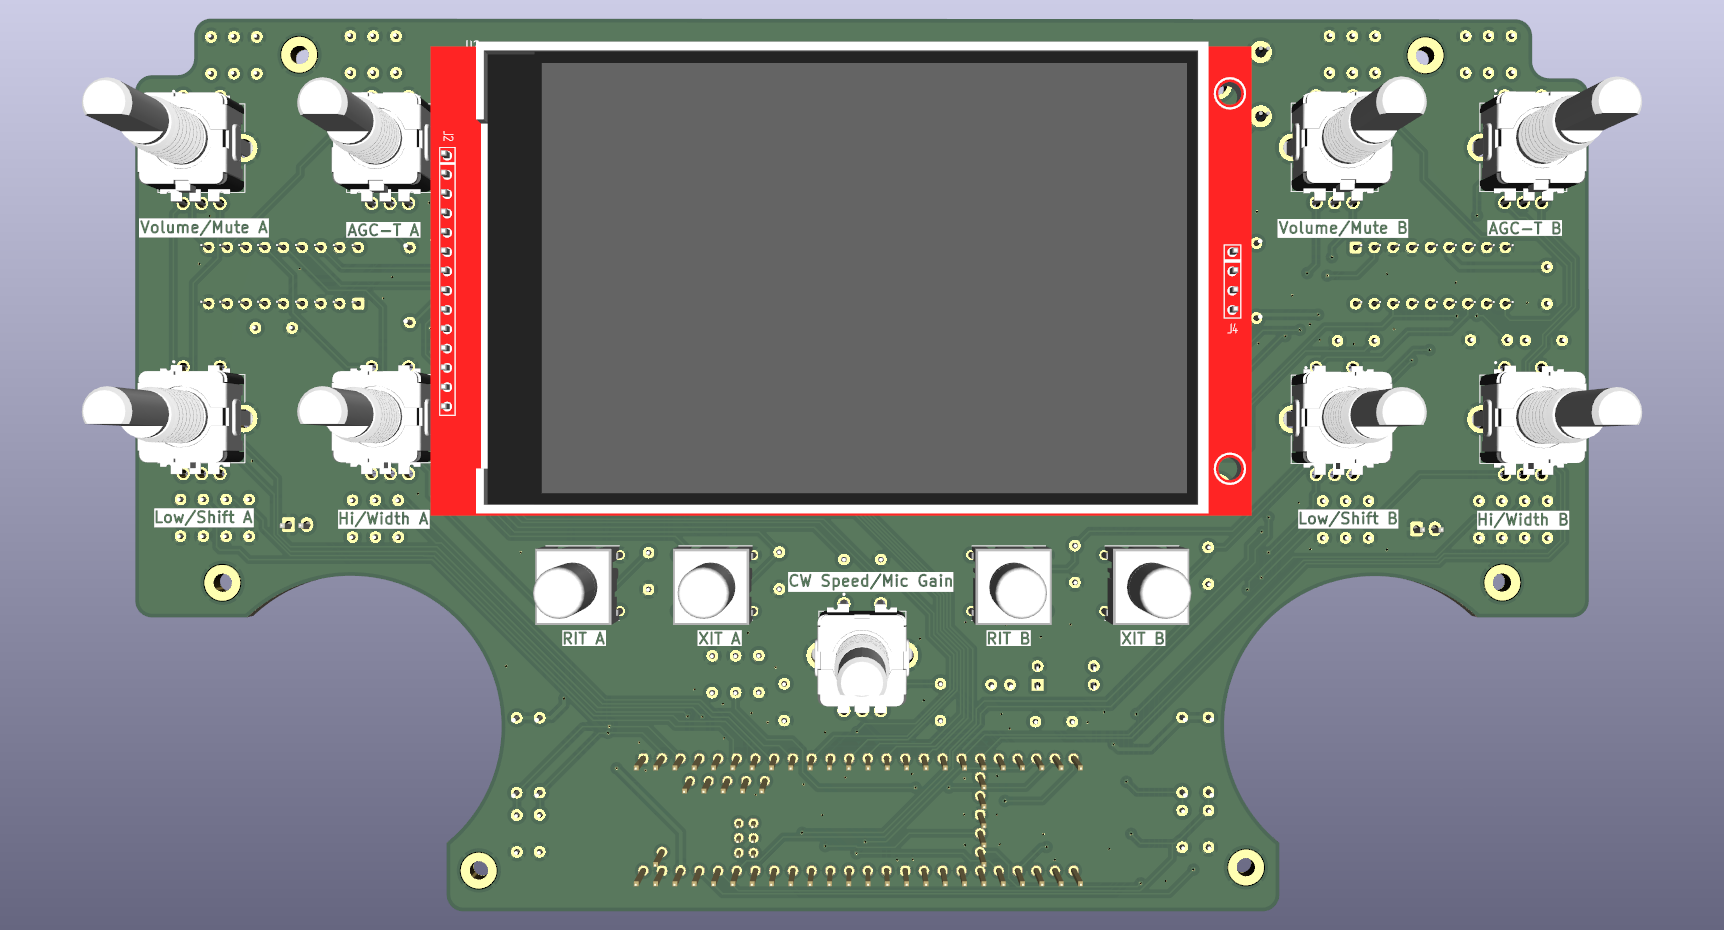 J2
Volume/Mute A
AGC-T A
Volume/Mute B
AGC-T B
J4
Low/Shift A
Hi/Width A
Low/Shift B
Hi/Width B
CW Speed/Mic Gain
RIT A
XIT A
RIT B
XIT B